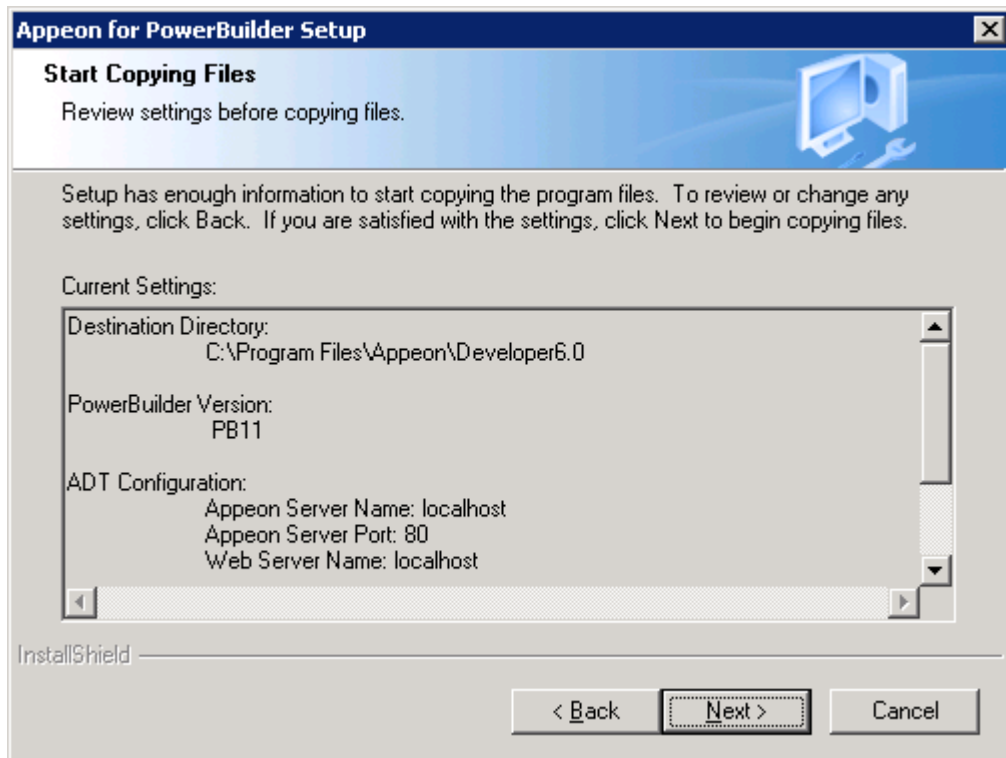 Appeon for PowerBuilder Setup
Start Copying Files
Review settings before copying files.
Setup has enough information to start copying the program files.  To review or change any
settings, click Back.  If you are satisfied with the settings, click Next to begin copying files.
Current Settings:
Destination Directory:
C:\Program Files\Appeon\Developer6.0
PowerBuilder Version:
PB11
ADT Configuration:
Appeon Server Name: localhost
Appeon Server Port: 80
Web Server Name: localhost
InstallShield
< Back
Next >
Cancel